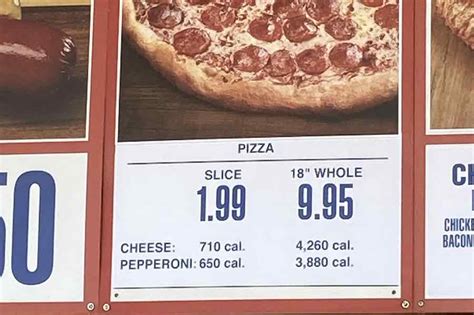 PIZZA
SLICE 18" WHOLE
1.99 9.95
CHEESE: 710 cal. 4,260 cal.
PEPPERONI: 650 cal. 3,880 cal.
50
CHICKE
BACON